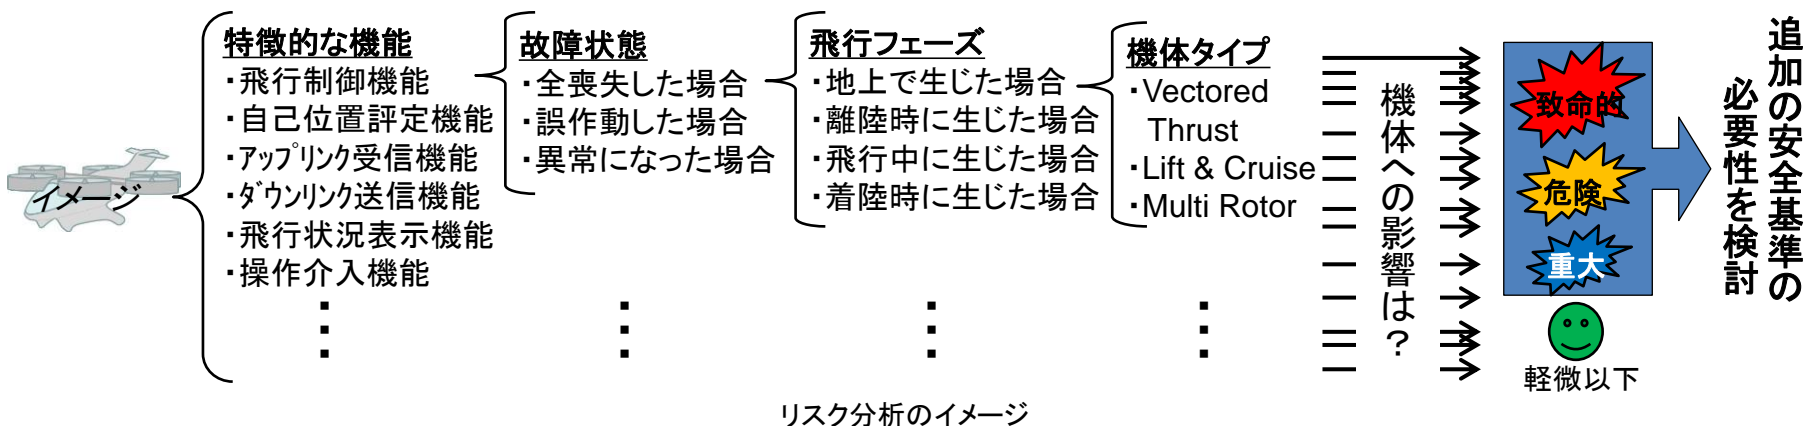 イメージ
特徴的な機能
・飛行制御機能
・自己位置評定機能
・アップリンク受信機能
・ダウンリンク送信機能
・飛行状況表示機能
・操作介入機能
故障状態
・全喪失した場合
・誤作動した場合
・異常になった場合
飛行フェーズ
・地上で生じた場合
・離陸時に生じた場合
・飛行中に生じた場合
・着陸時に生じた場合
機体タイプ
・Vectored
Thrust
・Lift & Cruise
・Multi Rotor
機体への影響は？
致命的
危険
重大
軽微以下
追加の安全基準の
必要性を検討
リスク分析のイメージ